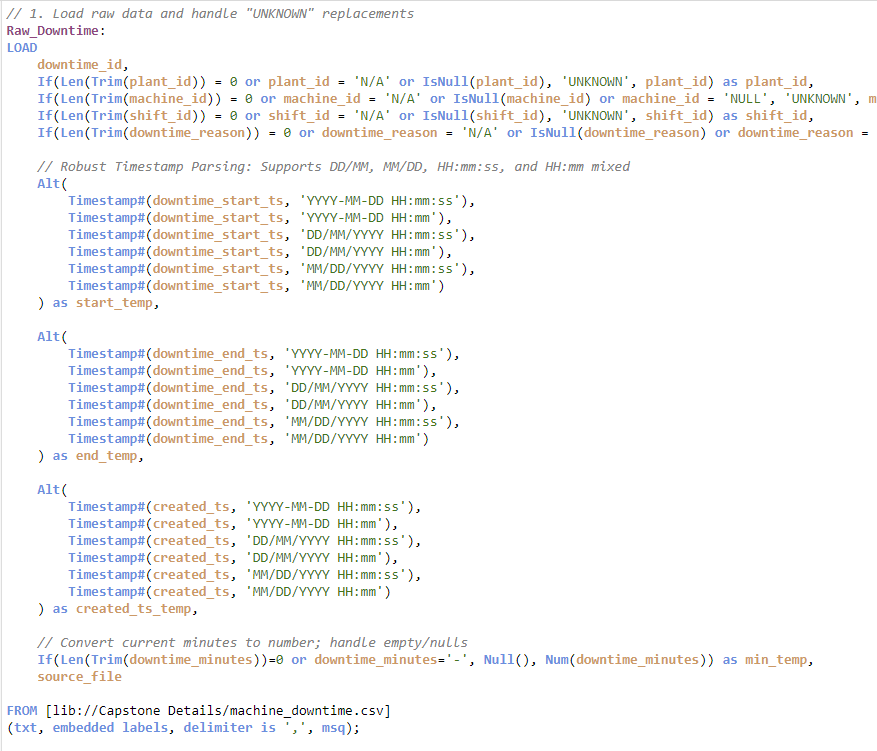 // 1. Load raw data and handle "UNKNOWN" replacements
Raw_Downtime:
LOAD
    downtime_id,
    If(Len(Trim(plant_id)) = 0 or plant_id = 'N/A' or IsNull(plant_id), 'UNKNOWN', plant_id) as plant_id,
    If(Len(Trim(machine_id)) = 0 or machine_id = 'N/A' or IsNull(machine_id) or machine_id = 'NULL', 'UNKNOWN', m
    If(Len(Trim(shift_id)) = 0 or shift_id = 'N/A' or IsNull(shift_id), 'UNKNOWN', shift_id) as shift_id,
    If(Len(Trim(downtime_reason)) = 0 or downtime_reason = 'N/A' or IsNull(downtime_reason) or downtime_reason =
    // Robust Timestamp Parsing: Supports DD/MM, MM/DD, HH:mm:ss, and HH:mm mixed
    Alt(
        Timestamp#(downtime_start_ts, 'YYYY-MM-DD HH:mm:ss'),
        Timestamp#(downtime_start_ts, 'YYYY-MM-DD HH:mm'),
        Timestamp#(downtime_start_ts, 'DD/MM/YYYY HH:mm:ss'),
        Timestamp#(downtime_start_ts, 'DD/MM/YYYY HH:mm'),
        Timestamp#(downtime_start_ts, 'MM/DD/YYYY HH:mm:ss'),
        Timestamp#(downtime_start_ts, 'MM/DD/YYYY HH:mm')
    ) as start_temp,
    Alt(
        Timestamp#(downtime_end_ts, 'YYYY-MM-DD HH:mm:ss'),
        Timestamp#(downtime_end_ts, 'YYYY-MM-DD HH:mm'),
        Timestamp#(downtime_end_ts, 'DD/MM/YYYY HH:mm:ss'),
        Timestamp#(downtime_end_ts, 'DD/MM/YYYY HH:mm'),
        Timestamp#(downtime_end_ts, 'MM/DD/YYYY HH:mm:ss'),
        Timestamp#(downtime_end_ts, 'MM/DD/YYYY HH:mm')
    ) as end_temp,
    Alt(
        Timestamp#(created_ts, 'YYYY-MM-DD HH:mm:ss'),
        Timestamp#(created_ts, 'YYYY-MM-DD HH:mm'),
        Timestamp#(created_ts, 'DD/MM/YYYY HH:mm:ss'),
        Timestamp#(created_ts, 'DD/MM/YYYY HH:mm'),
        Timestamp#(created_ts, 'MM/DD/YYYY HH:mm:ss'),
        Timestamp#(created_ts, 'MM/DD/YYYY HH:mm')
    ) as created_ts_temp,
    // Convert current minutes to number; handle empty/nulls
    If(Len(Trim(downtime_minutes))=0 or downtime_minutes='-', Null(), Num(downtime_minutes)) as min_temp,
    source_file
FROM [lib://Capstone Details/machine_downtime.csv]
(txt, embedded labels, delimiter is ',', msq);